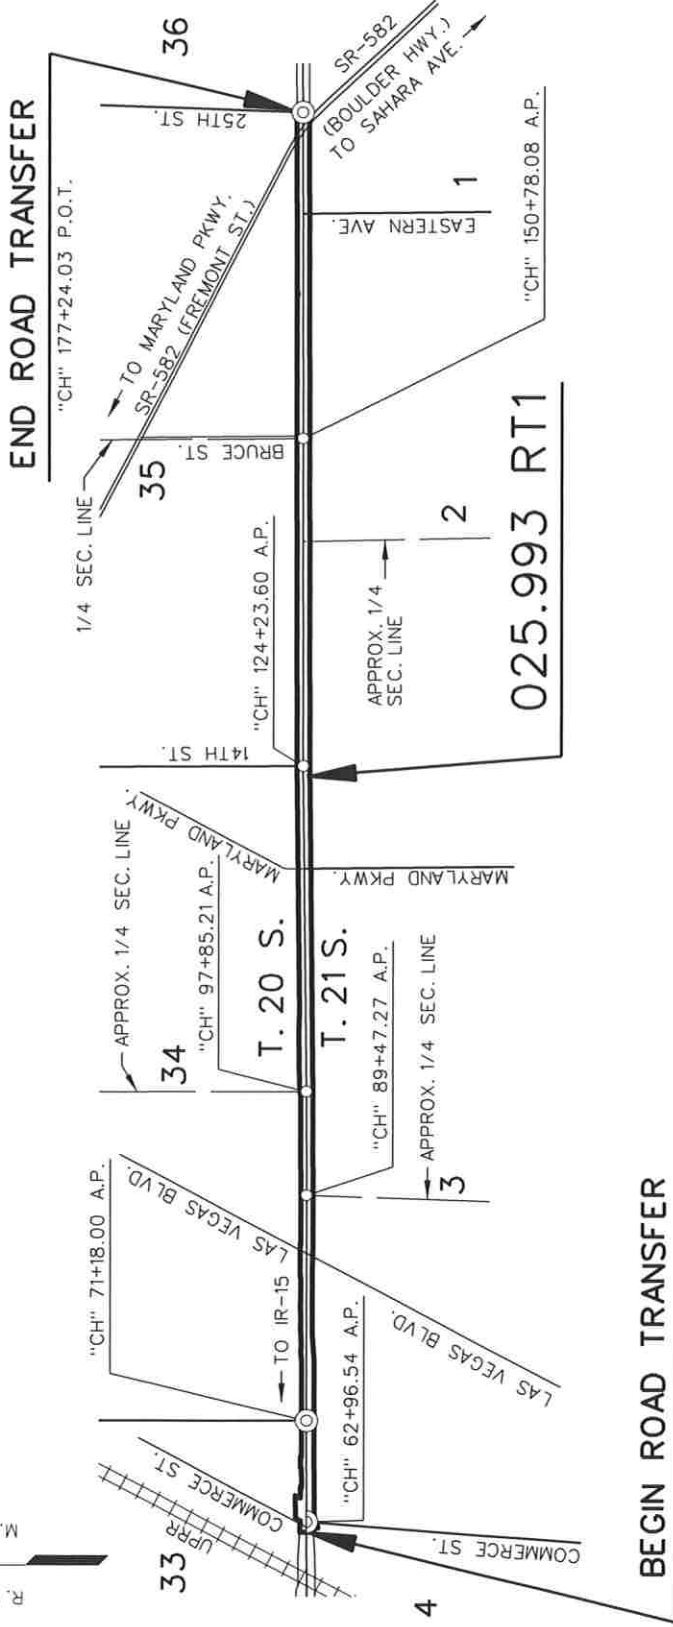 END ROAD TRANSFER
"CH" 177+24.03 P.O.T.
36
25TH ST.
SR-582
(BOULDER HWY.)
TO SAHARA AVE.
TO MARYLAND PKWY.
SR-582 (FREMONT ST.)
EASTERN AVE.
1
"CH" 150+78.08 A.P.
1/4 SEC. LINE
35
BRUCE ST.
2
APPROX. 1/4
SEC. LINE
"CH" 124+23.60 A.P.
14TH ST.
025.993 RT1
MARYLAND PKWY.
MARYLAND PKWY.
APPROX. 1/4 SEC. LINE
34
"CH" 97+85.21 A.P.
T. 20 S.
T. 21 S.
"CH" 89+47.27 A.P.
APPROX. 1/4 SEC. LINE
3
LAS VEGAS BLVD.
LAS VEGAS BLVD.
"CH" 71+18.00 A.P.
TO IR-15
"CH" 62+96.54 A.P.
COMMERCE ST.
COMMERCE ST.
UPRR
33
4
BEGIN ROAD TRANSFER
R.
M.